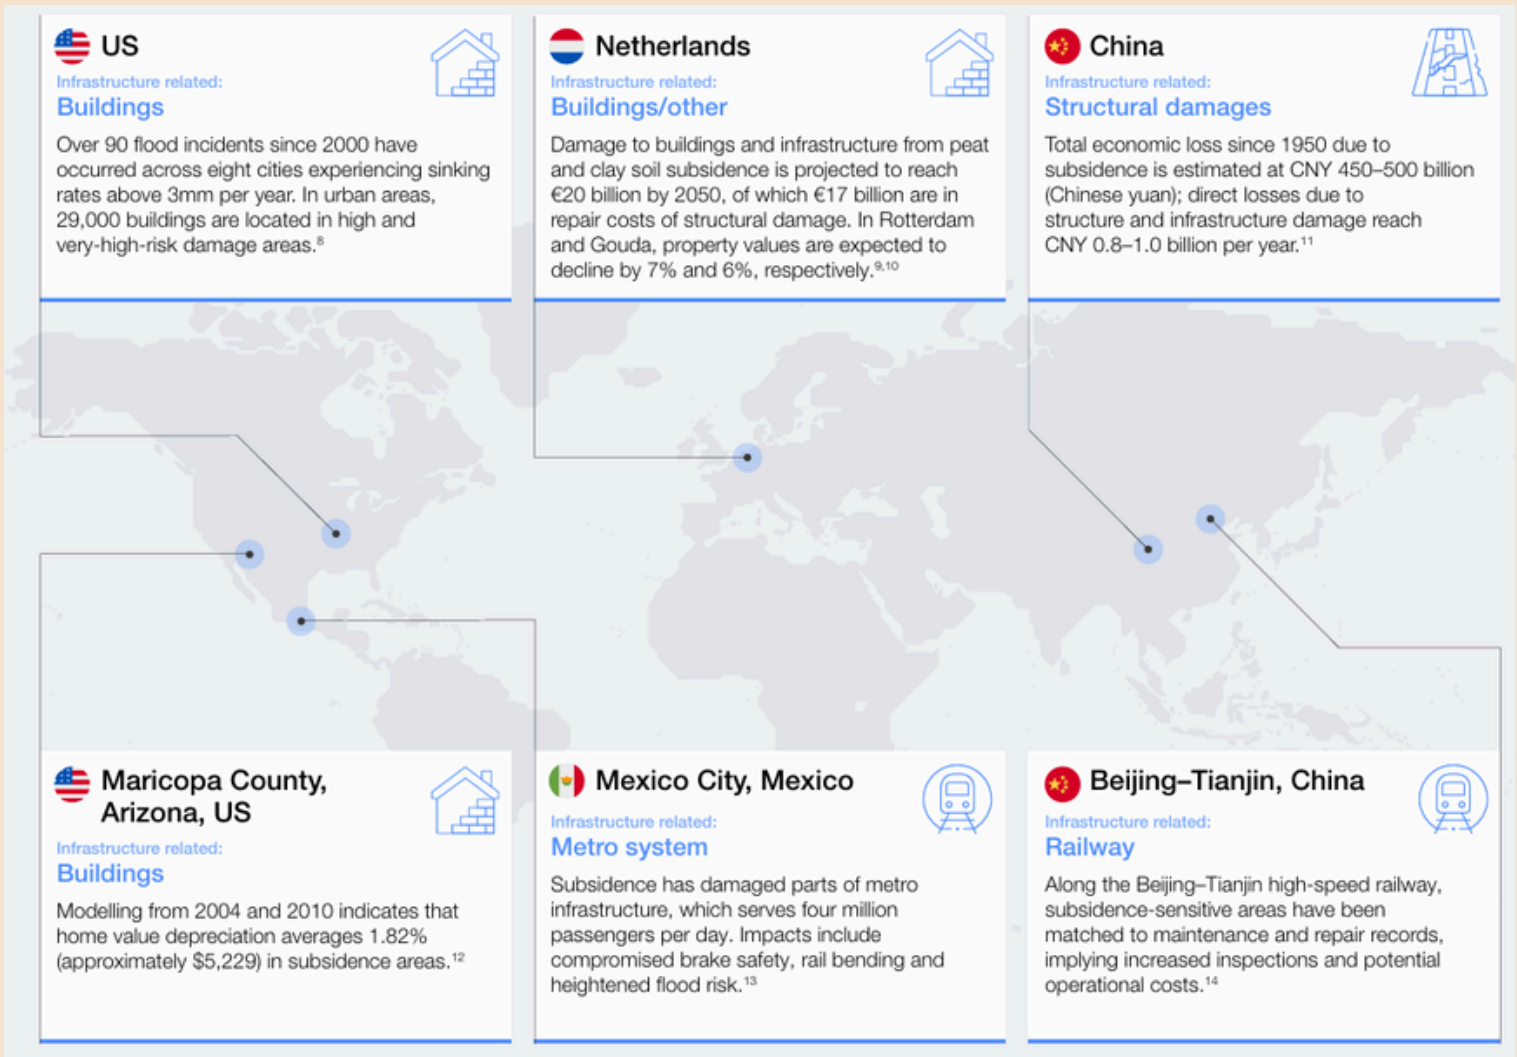 US
Infrastructure related:
Buildings
Over 90 flood incidents since 2000 have
occurred across eight cities experiencing sinking
rates above 3mm per year. In urban areas,
29,000 buildings are located in high and
very-high-risk damage areas.⁸
Netherlands
Infrastructure related:
Buildings/other
Damage to buildings and infrastructure from peat
and clay soil subsidence is projected to reach
€20 billion by 2050, of which €17 billion are in
repair costs of structural damage. In Rotterdam
and Gouda, property values are expected to
decline by 7% and 6%, respectively.⁹,¹⁰
China
Infrastructure related:
Structural damages
Total economic loss since 1950 due to
subsidence is estimated at CNY 450–500 billion
(Chinese yuan); direct losses due to
structure and infrastructure damage reach
CNY 0.8–1.0 billion per year.¹¹
Maricopa County,
Arizona, US
Infrastructure related:
Buildings
Modelling from 2004 and 2010 indicates that
home value depreciation averages 1.82%
(approximately $5,229) in subsidence areas.¹²
Mexico City, Mexico
Infrastructure related:
Metro system
Subsidence has damaged parts of metro
infrastructure, which serves four million
passengers per day. Impacts include
compromised brake safety, rail bending and
heightened flood risk.¹³
Beijing–Tianjin, China
Infrastructure related:
Railway
Along the Beijing–Tianjin high-speed railway,
subsidence-sensitive areas have been
matched to maintenance and repair records,
implying increased inspections and potential
operational costs.¹⁴